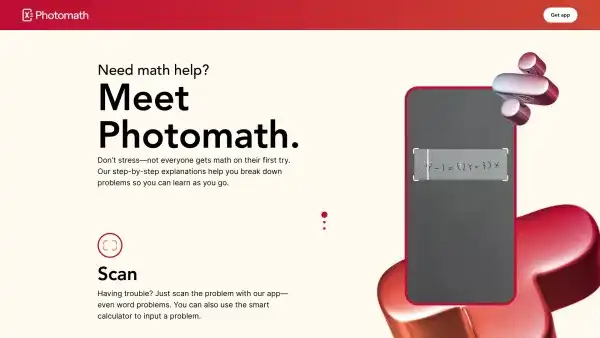 Photomath
Get app
Need math help?
Meet
Photomath.
Don't stress—not everyone gets math on their first try.
Our step-by-step explanations help you break down
problems so you can learn as you go.
Scan
Having trouble? Just scan the problem with our app—
even word problems. You can also use the smart
calculator to input a problem.